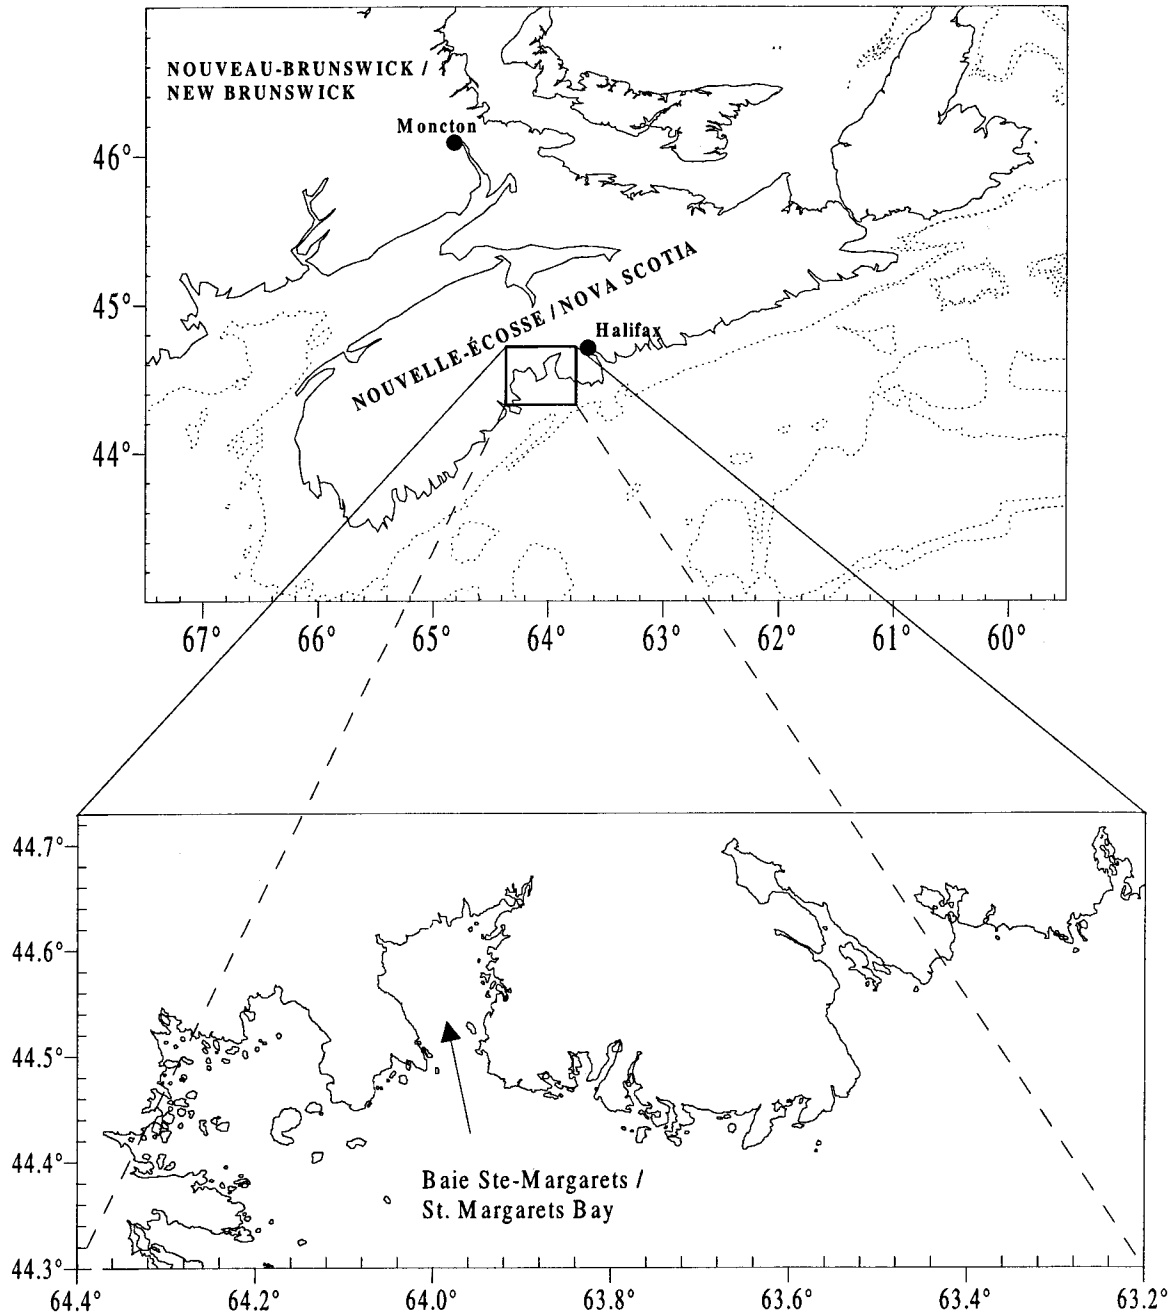 NOUVEAU-BRUNSWICK /
NEW BRUNSWICK
Moncton
46°
45°
44°
NOUVELLE-ÉCOSSE / NOVA SCOTIA
Halifax
67° 66° 65° 64° 63° 62° 61° 60°
44.7°
44.6°
44.5°
44.4°
44.3°
Baie Ste-Margarets /
St. Margarets Bay
64.4° 64.2° 64.0° 63.8° 63.6° 63.4° 63.2°